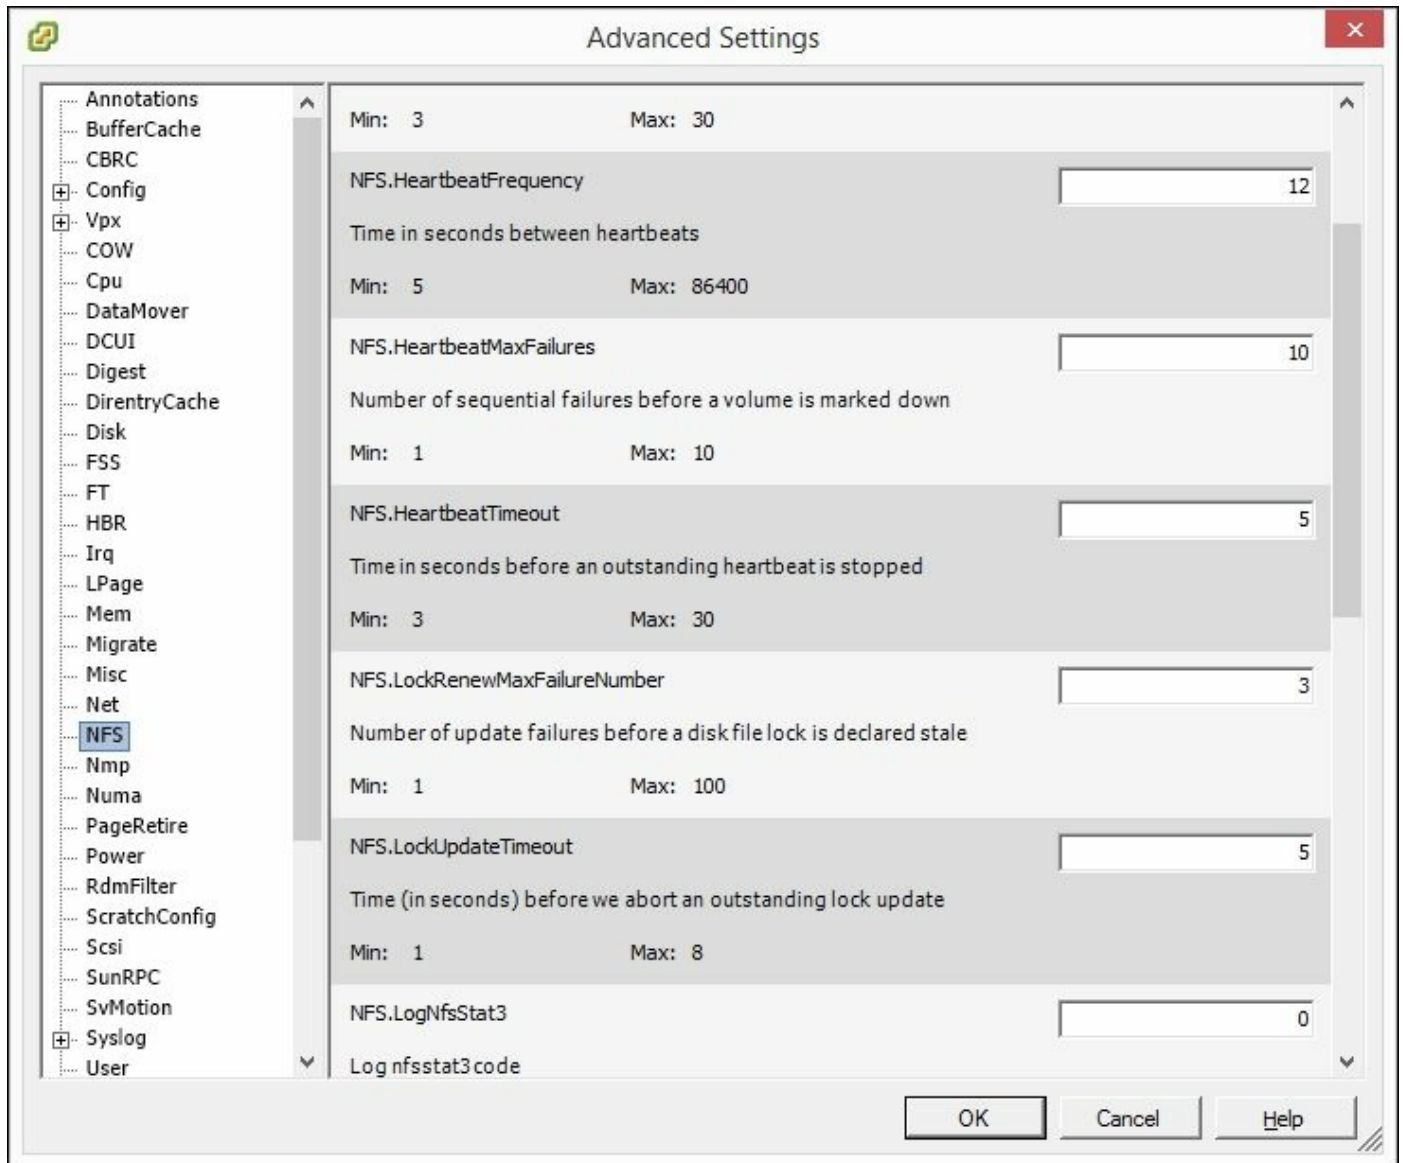 Advanced Settings
Annotations
BufferCache
CBRC
Config
Vpx
COW
Cpu
DataMover
DCUI
Digest
DirentryCache
Disk
FSS
FT
HBR
Irq
LPage
Mem
Migrate
Misc
Net
NFS
Nmp
Numa
PageRetire
Power
RdmFilter
ScratchConfig
Scsi
SunRPC
SvMotion
Syslog
User
Min: 3 Max: 30
NFS.HeartbeatFrequency 12
Time in seconds between heartbeats
Min: 5 Max: 86400
NFS.HeartbeatMaxFailures 10
Number of sequential failures before a volume is marked down
Min: 1 Max: 10
NFS.HeartbeatTimeout 5
Time in seconds before an outstanding heartbeat is stopped
Min: 3 Max: 30
NFS.LockRenewMaxFailureNumber 3
Number of update failures before a disk file lock is declared stale
Min: 1 Max: 100
NFS.LockUpdateTimeout 5
Time (in seconds) before we abort an outstanding lock update
Min: 1 Max: 8
NFS.LogNfsStat3 0
Log nfsstat3 code
OK Cancel Help